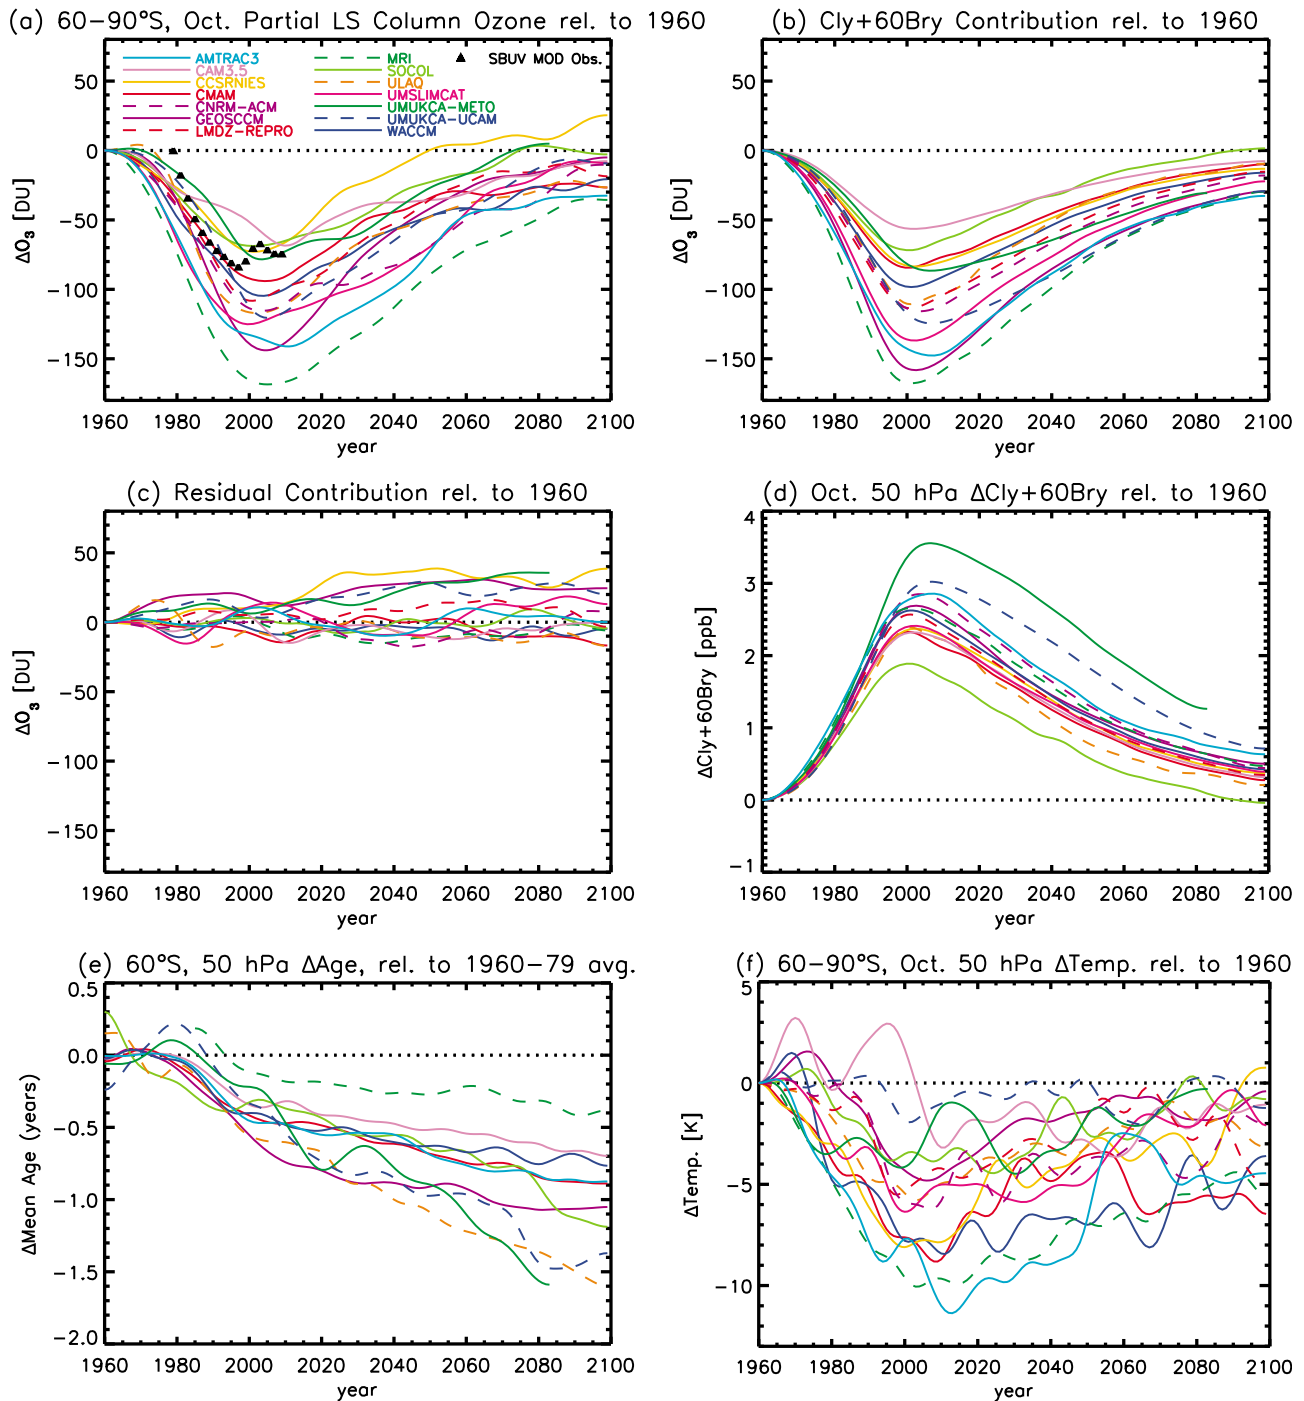 (a) 60−90°S, Oct. Partial LS Column Ozone rel. to 1960
AMTRAC3
CAM3.5
CCSRNIES
CMAM
CNRM−ACM
GEOSCCM
LMDZ−REPRO
MRI
SOCOL
ULAQ
UMSLIMCAT
UMUKCA−METO
UMUKCA−UCAM
WACCM
SBUV MOD Obs.
50
0
−50
−100
−150
ΔO₃ [DU]
1960 1980 2000 2020 2040 2060 2080 2100
year
(b) Cly+60Bry Contribution rel. to 1960
50
0
−50
−100
−150
ΔO₃ [DU]
1960 1980 2000 2020 2040 2060 2080 2100
year
(c) Residual Contribution rel. to 1960
50
0
−50
−100
−150
ΔO₃ [DU]
1960 1980 2000 2020 2040 2060 2080 2100
year
(d) Oct. 50 hPa ΔCly+60Bry rel. to 1960
4
3
2
1
0
−1
ΔCly+60Bry [ppb]
1960 1980 2000 2020 2040 2060 2080 2100
year
(e) 60°S, 50 hPa ΔAge, rel. to 1960−79 avg.
0.5
0.0
−0.5
−1.0
−1.5
−2.0
ΔMean Age (years)
1960 1980 2000 2020 2040 2060 2080 2100
year
(f) 60−90°S, Oct. 50 hPa ΔTemp. rel. to 1960
5
0
−5
−10
ΔTemp. [K]
1960 1980 2000 2020 2040 2060 2080 2100
year